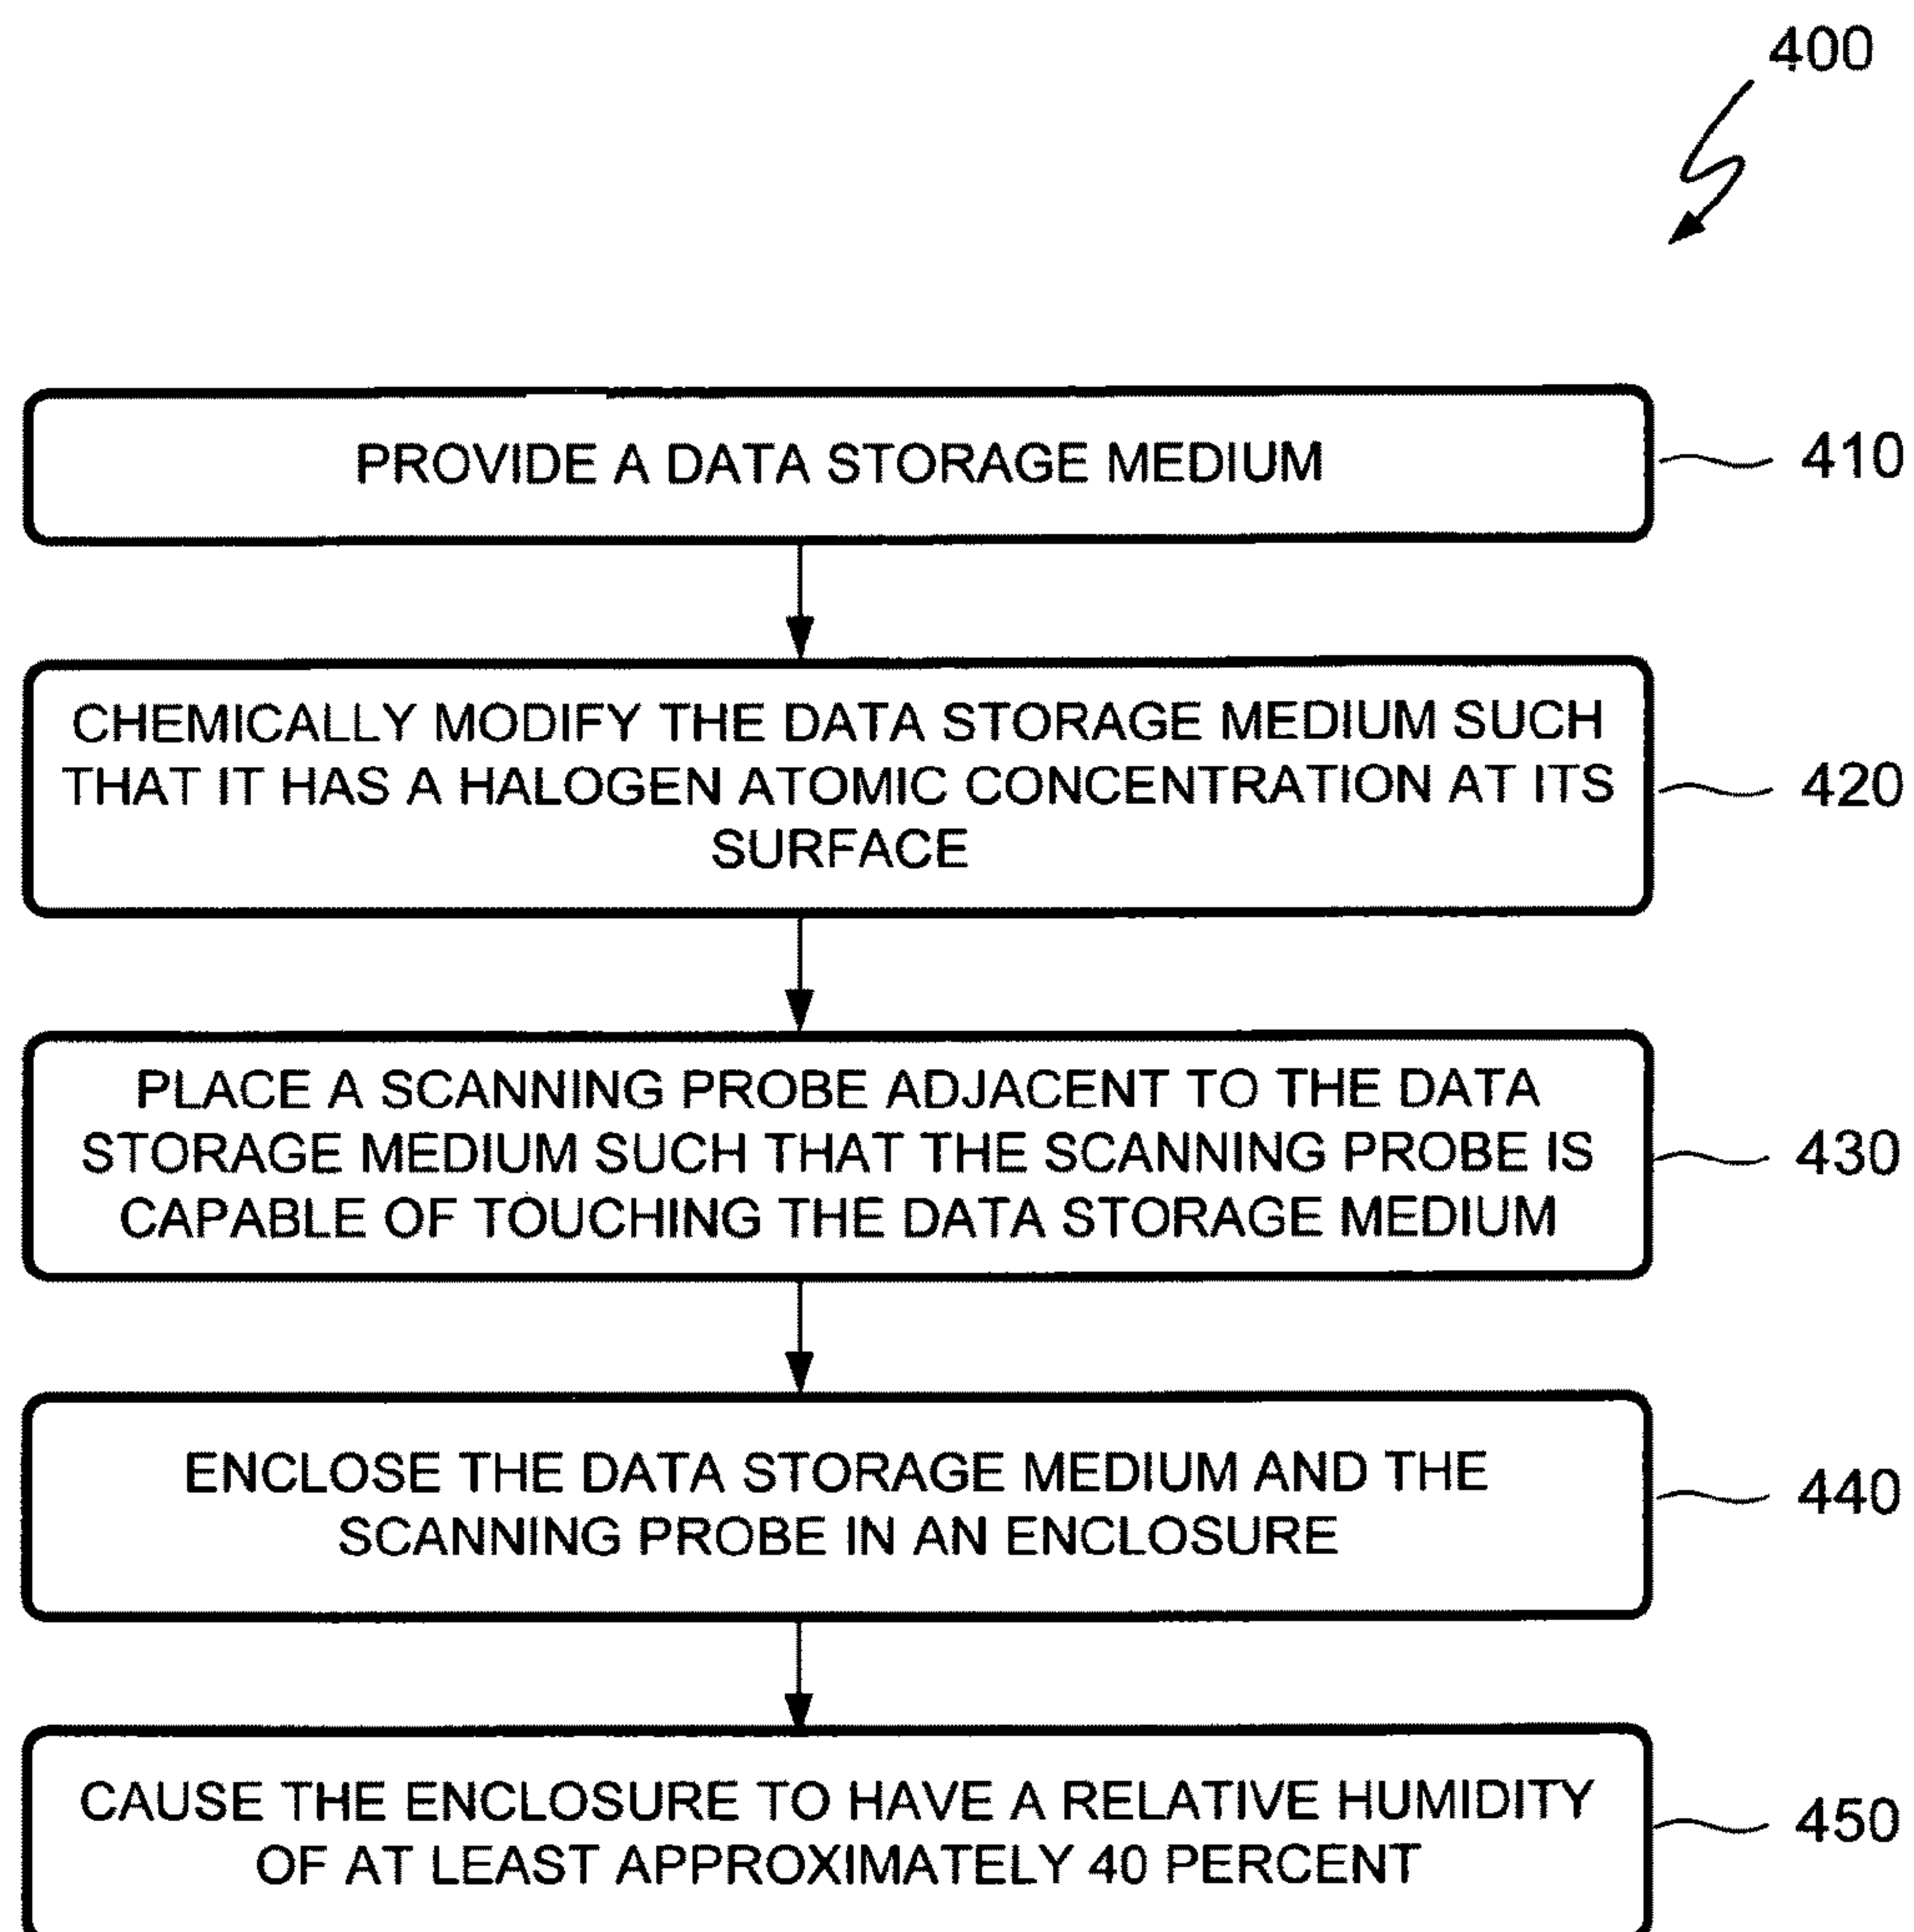 400
PROVIDE A DATA STORAGE MEDIUM
410
CHEMICALLY MODIFY THE DATA STORAGE MEDIUM SUCH
THAT IT HAS A HALOGEN ATOMIC CONCENTRATION AT ITS
SURFACE
420
PLACE A SCANNING PROBE ADJACENT TO THE DATA
STORAGE MEDIUM SUCH THAT THE SCANNING PROBE IS
CAPABLE OF TOUCHING THE DATA STORAGE MEDIUM
430
ENCLOSE THE DATA STORAGE MEDIUM AND THE
SCANNING PROBE IN AN ENCLOSURE
440
CAUSE THE ENCLOSURE TO HAVE A RELATIVE HUMIDITY
OF AT LEAST APPROXIMATELY 40 PERCENT
450